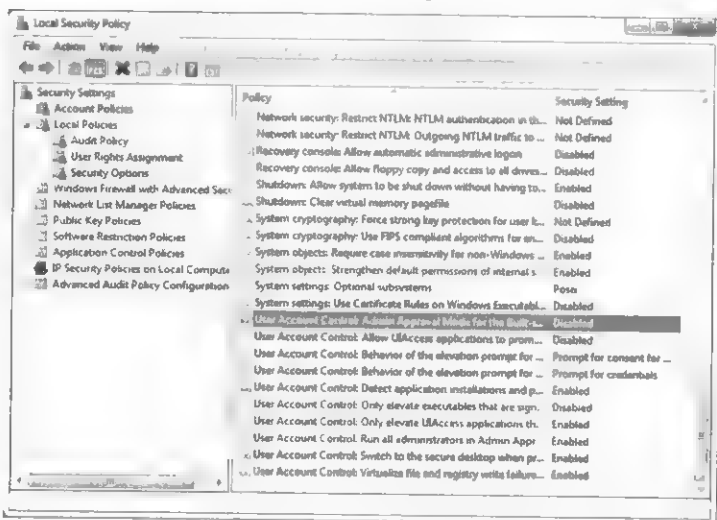 Local Security Policy
File Action View Help
Security Settings
Account Policies
Local Policies
Audit Policy
User Rights Assignment
Security Options
Windows Firewall with Advanced Secu
Network List Manager Policies
Public Key Policies
Software Restriction Policies
Application Control Policies
IP Security Policies on Local Compute
Advanced Audit Policy Configuration
Policy Security Setting
Network security: Restrict NTLM: NTLM authentication in th... Not Defined
Network security: Restrict NTLM: Outgoing NTLM traffic to ... Not Defined
Recovery console: Allow automatic administrative logon Disabled
Recovery console: Allow floppy copy and access to all drives... Disabled
Shutdown: Allow system to be shut down without having to... Enabled
Shutdown: Clear virtual memory pagefile Disabled
System cryptography: Force strong key protection for user k... Not Defined
System cryptography: Use FIPS compliant algorithms for en... Disabled
System objects: Require case insensitivity for non-Windows ... Enabled
System objects: Strengthen default permissions of internal s Enabled
System settings: Optional subsystems Posix
System settings: Use Certificate Rules on Windows Executabl... Disabled
User Account Control: Admin Approval Mode for the Built-i... Disabled
User Account Control: Allow UIAccess applications to prom... Disabled
User Account Control: Behavior of the elevation prompt for ... Prompt for consent for ...
User Account Control: Behavior of the elevation prompt for ... Prompt for credentials
User Account Control: Detect application installations and p... Enabled
User Account Control: Only elevate executables that are sign. Disabled
User Account Control: Only elevate UIAccess applications th. Enabled
User Account Control. Run all administrators in Admin Appr Enabled
User Account Control: Switch to the secure desktop when pr... Enabled
User Account Control: Virtualize file and registry write failure... Enabled